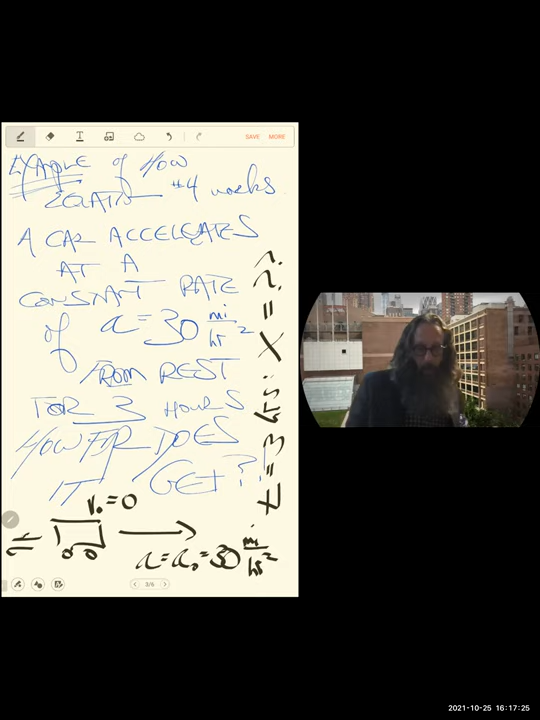 SAVE MORE
EXAMPLE of HOW
EQUATION #4 works
A CAR ACCELERATES
AT A
CONSTANT RATE
of a = 30 mi/hr²
FROM REST
FOR 3 HOURS
HOW FAR DOES
IT GET?
t = 3 hrs: X = ??
V₀ = 0
a = a₀ = 30 mi/hr²
3/6
2021-10-25 16:17:25